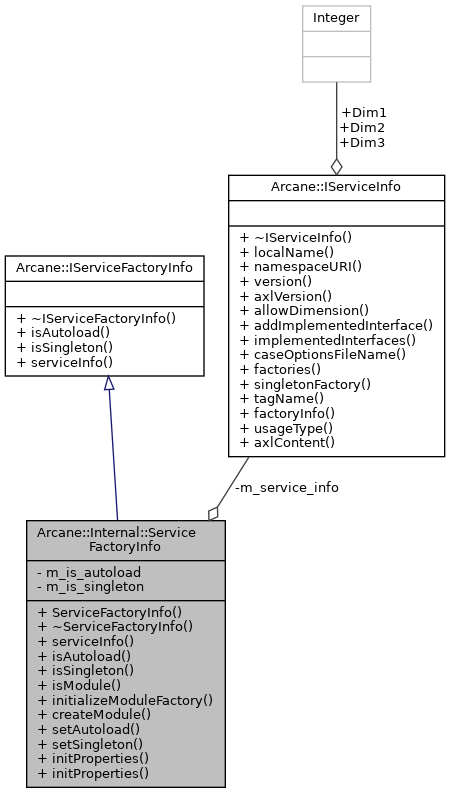 Integer
+Dim1
+Dim2
+Dim3
Arcane::IServiceInfo
+ ~IServiceInfo()
+ localName()
+ namespaceURI()
+ version()
+ axlVersion()
+ allowDimension()
+ addImplementedInterface()
+ implementedInterfaces()
+ caseOptionsFileName()
+ factories()
+ singletonFactory()
+ tagName()
+ factoryInfo()
+ usageType()
+ axlContent()
Arcane::IServiceFactoryInfo
+ ~IServiceFactoryInfo()
+ isAutoload()
+ isSingleton()
+ serviceInfo()
-m_service_info
Arcane::Internal::Service
FactoryInfo
- m_is_autoload
- m_is_singleton
+ ServiceFactoryInfo()
+ ~ServiceFactoryInfo()
+ serviceInfo()
+ isAutoload()
+ isSingleton()
+ isModule()
+ initializeModuleFactory()
+ createModule()
+ setAutoload()
+ setSingleton()
+ initProperties()
+ initProperties()